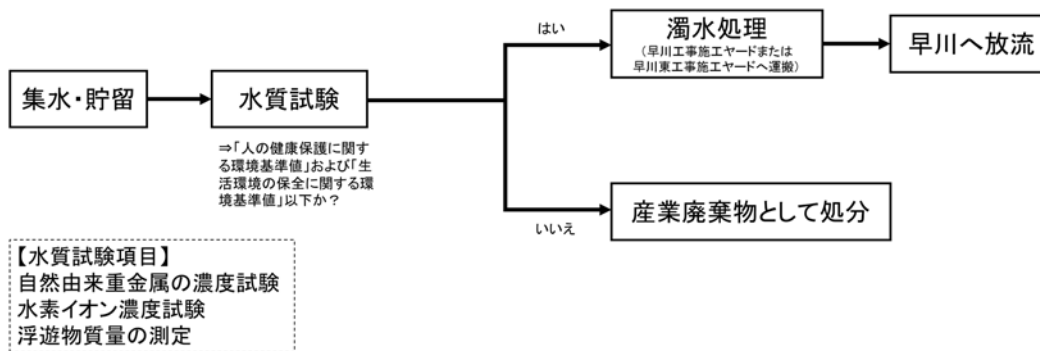 集水・貯留
水質試験
⇒「人の健康保護に関す
る環境基準値」および「生
活環境の保全に関する環
境基準値」以下か？
はい
濁水処理
（早川工事施工ヤードまたは
早川東工事施工ヤードへ運搬）
早川へ放流
いいえ
産業廃棄物として処分
【水質試験項目】
自然由来重金属の濃度試験
水素イオン濃度試験
浮遊物質量の測定